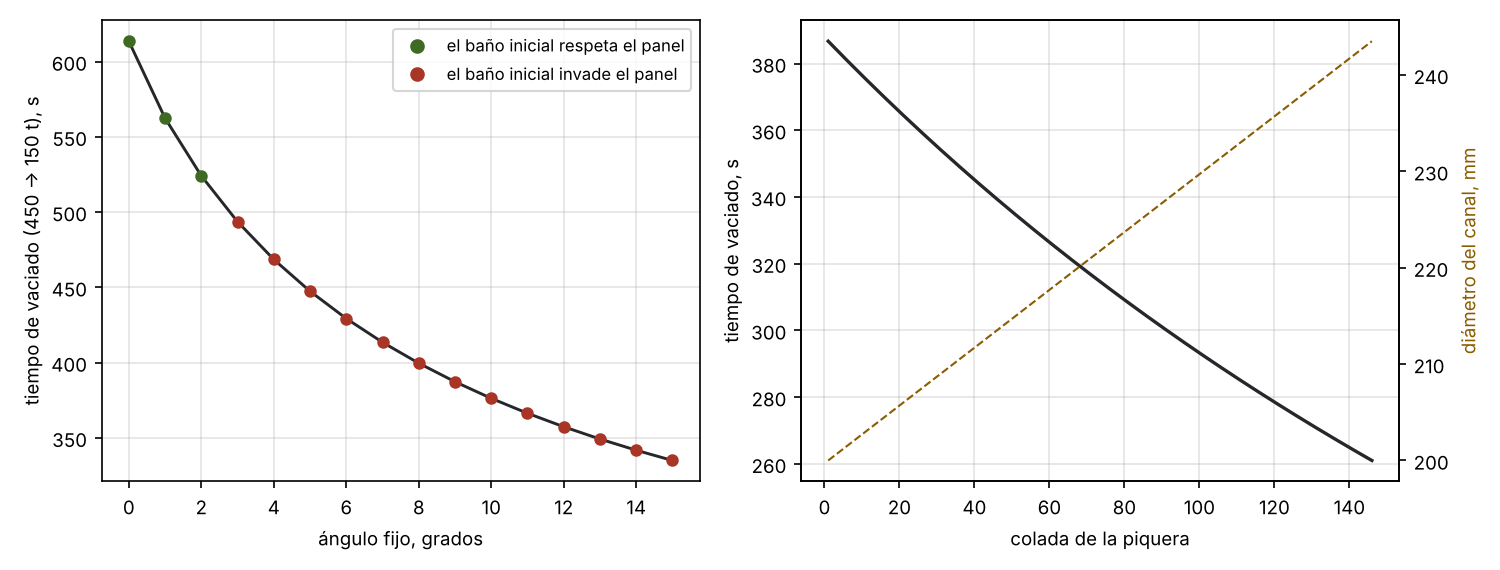 tiempo de vaciado (450 → 150 t), s
600
550
500
450
400
350
el baño inicial respeta el panel
el baño inicial invade el panel
0 2 4 6 8 10 12 14
ángulo fijo, grados
tiempo de vaciado, s
380
360
340
320
300
280
260
0 20 40 60 80 100 120 140
colada de la piquera
240
230
220
210
200
diámetro del canal, mm